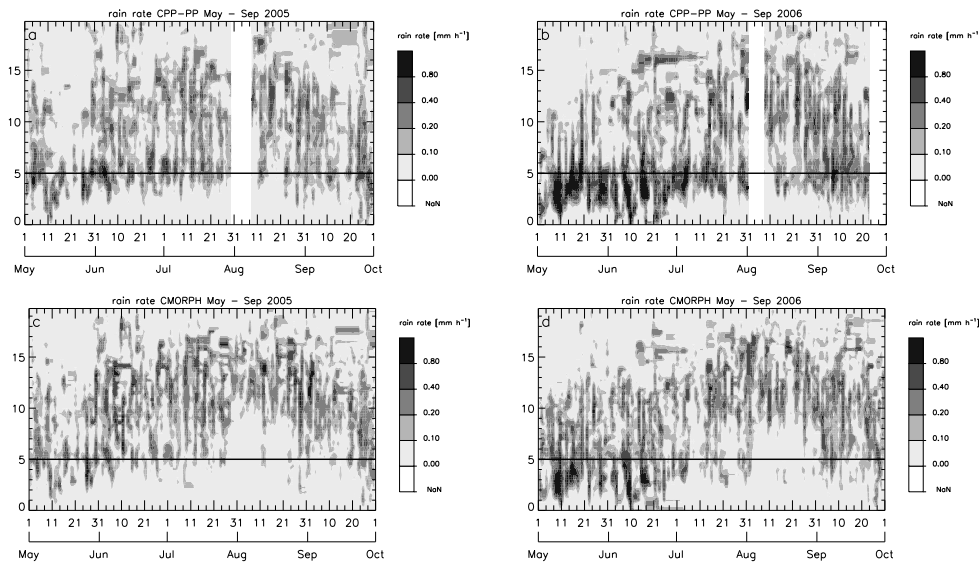 rain rate CPP-PP May - Sep 2005
a
15
10
5
0
1 11 21 31 10 20 1 11 21 31 11 21 1 10 20 1
May Jun Jul Aug Sep Oct
rain rate [mm h⁻¹]
0.80
0.40
0.20
0.10
0.00
NaN
rain rate CPP-PP May - Sep 2006
b
15
10
5
0
1 11 21 31 10 21 1 11 21 31 11 21 1 10 20 1
May Jun Jul Aug Sep Oct
rain rate [mm h⁻¹]
0.80
0.40
0.20
0.10
0.00
NaN
rain rate CMORPH May - Sep 2005
c
15
10
5
0
1 11 21 31 10 20 1 11 21 31 11 21 1 10 20 1
May Jun Jul Aug Sep Oct
rain rate [mm h⁻¹]
0.80
0.40
0.20
0.10
0.00
NaN
rain rate CMORPH May - Sep 2006
d
15
10
5
0
1 11 21 31 10 21 1 11 21 31 11 21 1 10 20 1
May Jun Jul Aug Sep Oct
rain rate [mm h⁻¹]
0.80
0.40
0.20
0.10
0.00
NaN